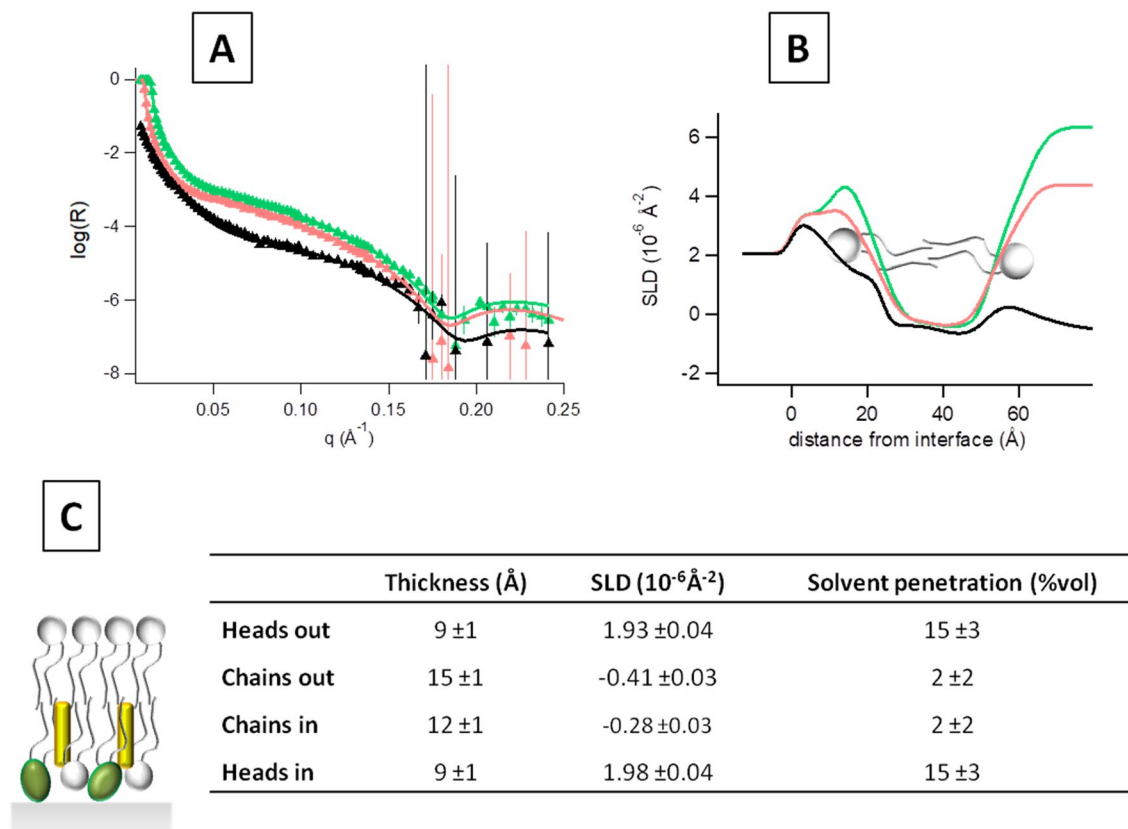 A
B
0
-2
-4
-6
-8
log(R)
0.05 0.10 0.15 0.20 0.25
q (Å⁻¹)
6
4
2
0
-2
SLD (10⁻⁶ Å⁻²)
0 20 40 60
distance from interface (Å)
C
Thickness (Å) SLD (10⁻⁶Å⁻²) Solvent penetration (%vol)
Heads out 9 ±1 1.93 ±0.04 15 ±3
Chains out 15 ±1 -0.41 ±0.03 2 ±2
Chains in 12 ±1 -0.28 ±0.03 2 ±2
Heads in 9 ±1 1.98 ±0.04 15 ±3